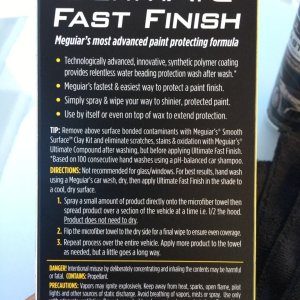 FAST FINISH
Meguiar's most advanced paint protecting formula
• Technologically advanced, innovative, synthetic polymer coating
provides relentless water beading protection wash after wash.*
• Meguiar's fastest & easiest way to protect a paint finish.
• Simply spray & wipe your way to shinier, protected paint.
• Use by itself or even on top of wax to extend protection.
TIP: Remove above surface bonded contaminants with Meguiar's® Smooth
Surface™ Clay Kit and eliminate scratches, stains & oxidation with Meguiar's®
Ultimate Compound after washing, but before applying Ultimate Fast Finish.™
*Based on 100 consecutive hand washes using a pH-balanced car shampoo.
DIRECTIONS: Not recommended for glass/windows. For best results, hand wash
using a Meguiar's car wash, dry, then apply Ultimate Fast Finish in the shade to
a cool, dry surface.
1. Spray a small amount of product directly onto the microfiber towel then
spread product over a section of the vehicle at a time i.e. 1/2 the hood.
Product does not need to dry.
2. Flip the microfiber towel to the dry side for a final wipe to ensure even coverage.
3. Repeat process over the entire vehicle. Apply more product to the towel
as needed, but a little goes a long way.
DANGER! Intentional misuse by deliberately concentrating and inhaling the contents may be harmful
or fatal. CONTAINS: Propellant.
PRECAUTIONS: Vapors may ignite explosively. Keep away from heat, sparks, open flame, pilot
lights and other sources of static discharge. Avoid breathing of vapors, mists or spray. Use only